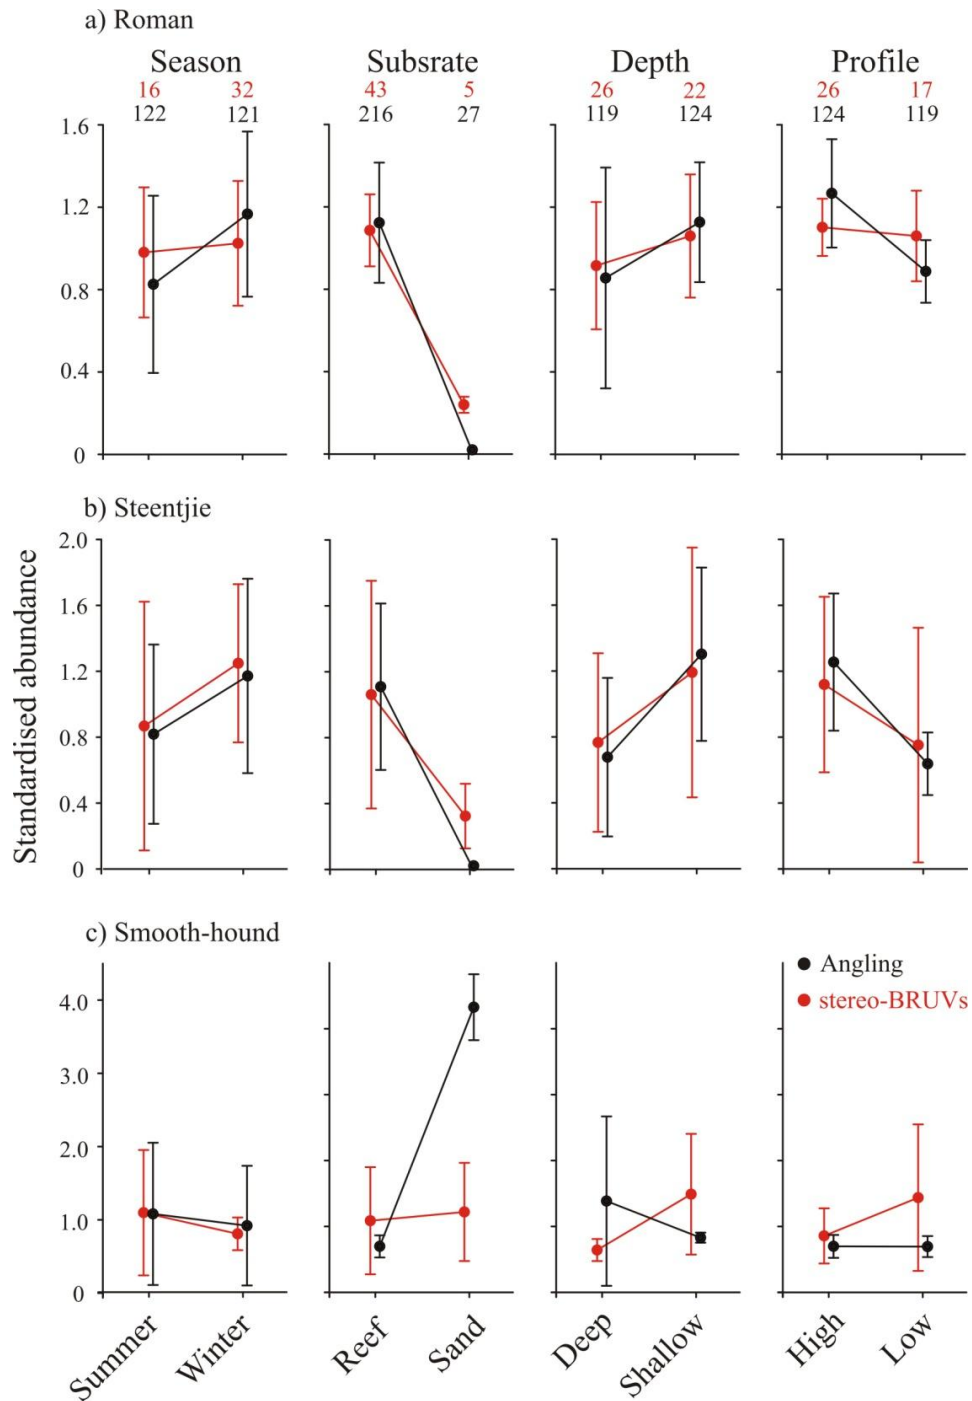 a) Roman
Season Subsrate Depth Profile
16 32 43 5 26 22 26 17
122 121 216 27 119 124 124 119
1.6
1.2
0.8
0.4
0
b) Steentjie
2.0
1.6
1.2
0.8
0.4
0
Standardised abundance
c) Smooth-hound
Angling
stereo-BRUVs
4.0
3.0
2.0
1.0
0
Summer Winter Reef Sand Deep Shallow High Low